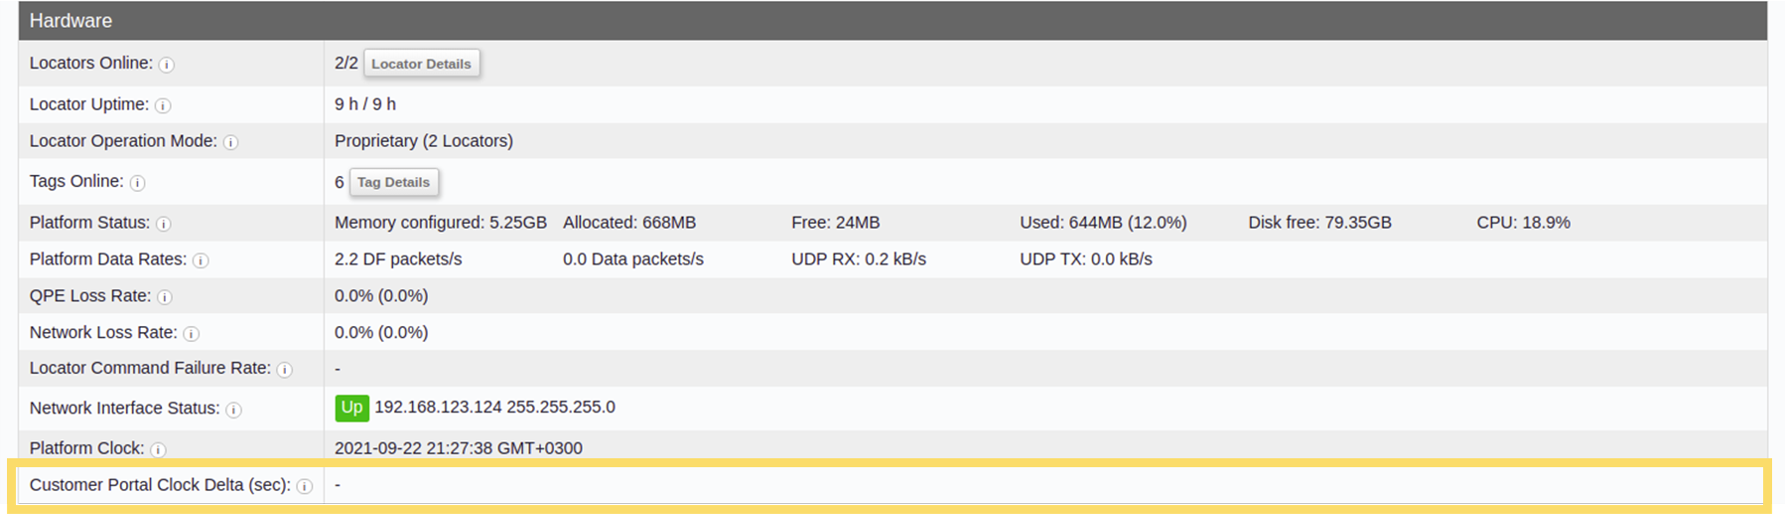 Hardware
Locators Online: i 2/2 Locator Details
Locator Uptime: i 9 h / 9 h
Locator Operation Mode: i Proprietary (2 Locators)
Tags Online: i 6 Tag Details
Platform Status: i Memory configured: 5.25GB Allocated: 668MB Free: 24MB Used: 644MB (12.0%) Disk free: 79.35GB CPU: 18.9%
Platform Data Rates: i 2.2 DF packets/s 0.0 Data packets/s UDP RX: 0.2 kB/s UDP TX: 0.0 kB/s
QPE Loss Rate: i 0.0% (0.0%)
Network Loss Rate: i 0.0% (0.0%)
Locator Command Failure Rate: i -
Network Interface Status: i Up 192.168.123.124 255.255.255.0
Platform Clock: i 2021-09-22 21:27:38 GMT+0300
Customer Portal Clock Delta (sec): i -